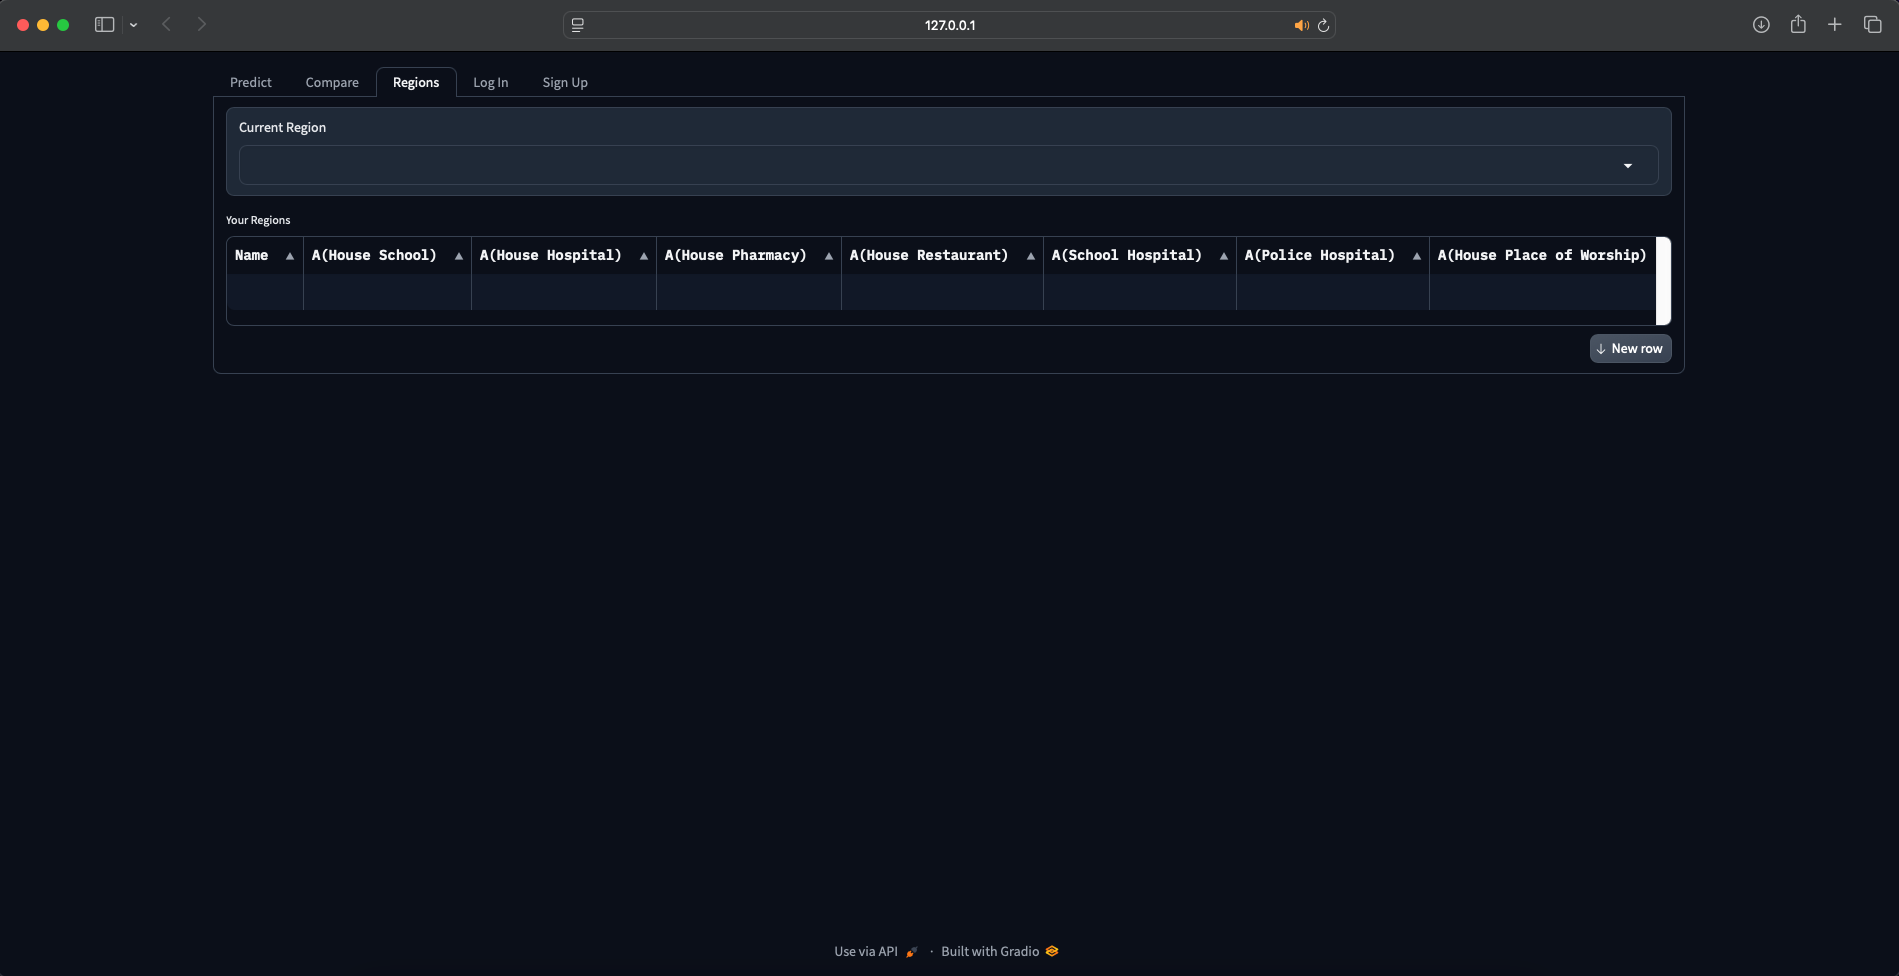 127.0.0.1
Predict Compare Regions Log In Sign Up
Current Region
Your Regions
Name A(House School) A(House Hospital) A(House Pharmacy) A(House Restaurant) A(School Hospital) A(Police Hospital) A(House Place of Worship)
New row
Use via API · Built with Gradio